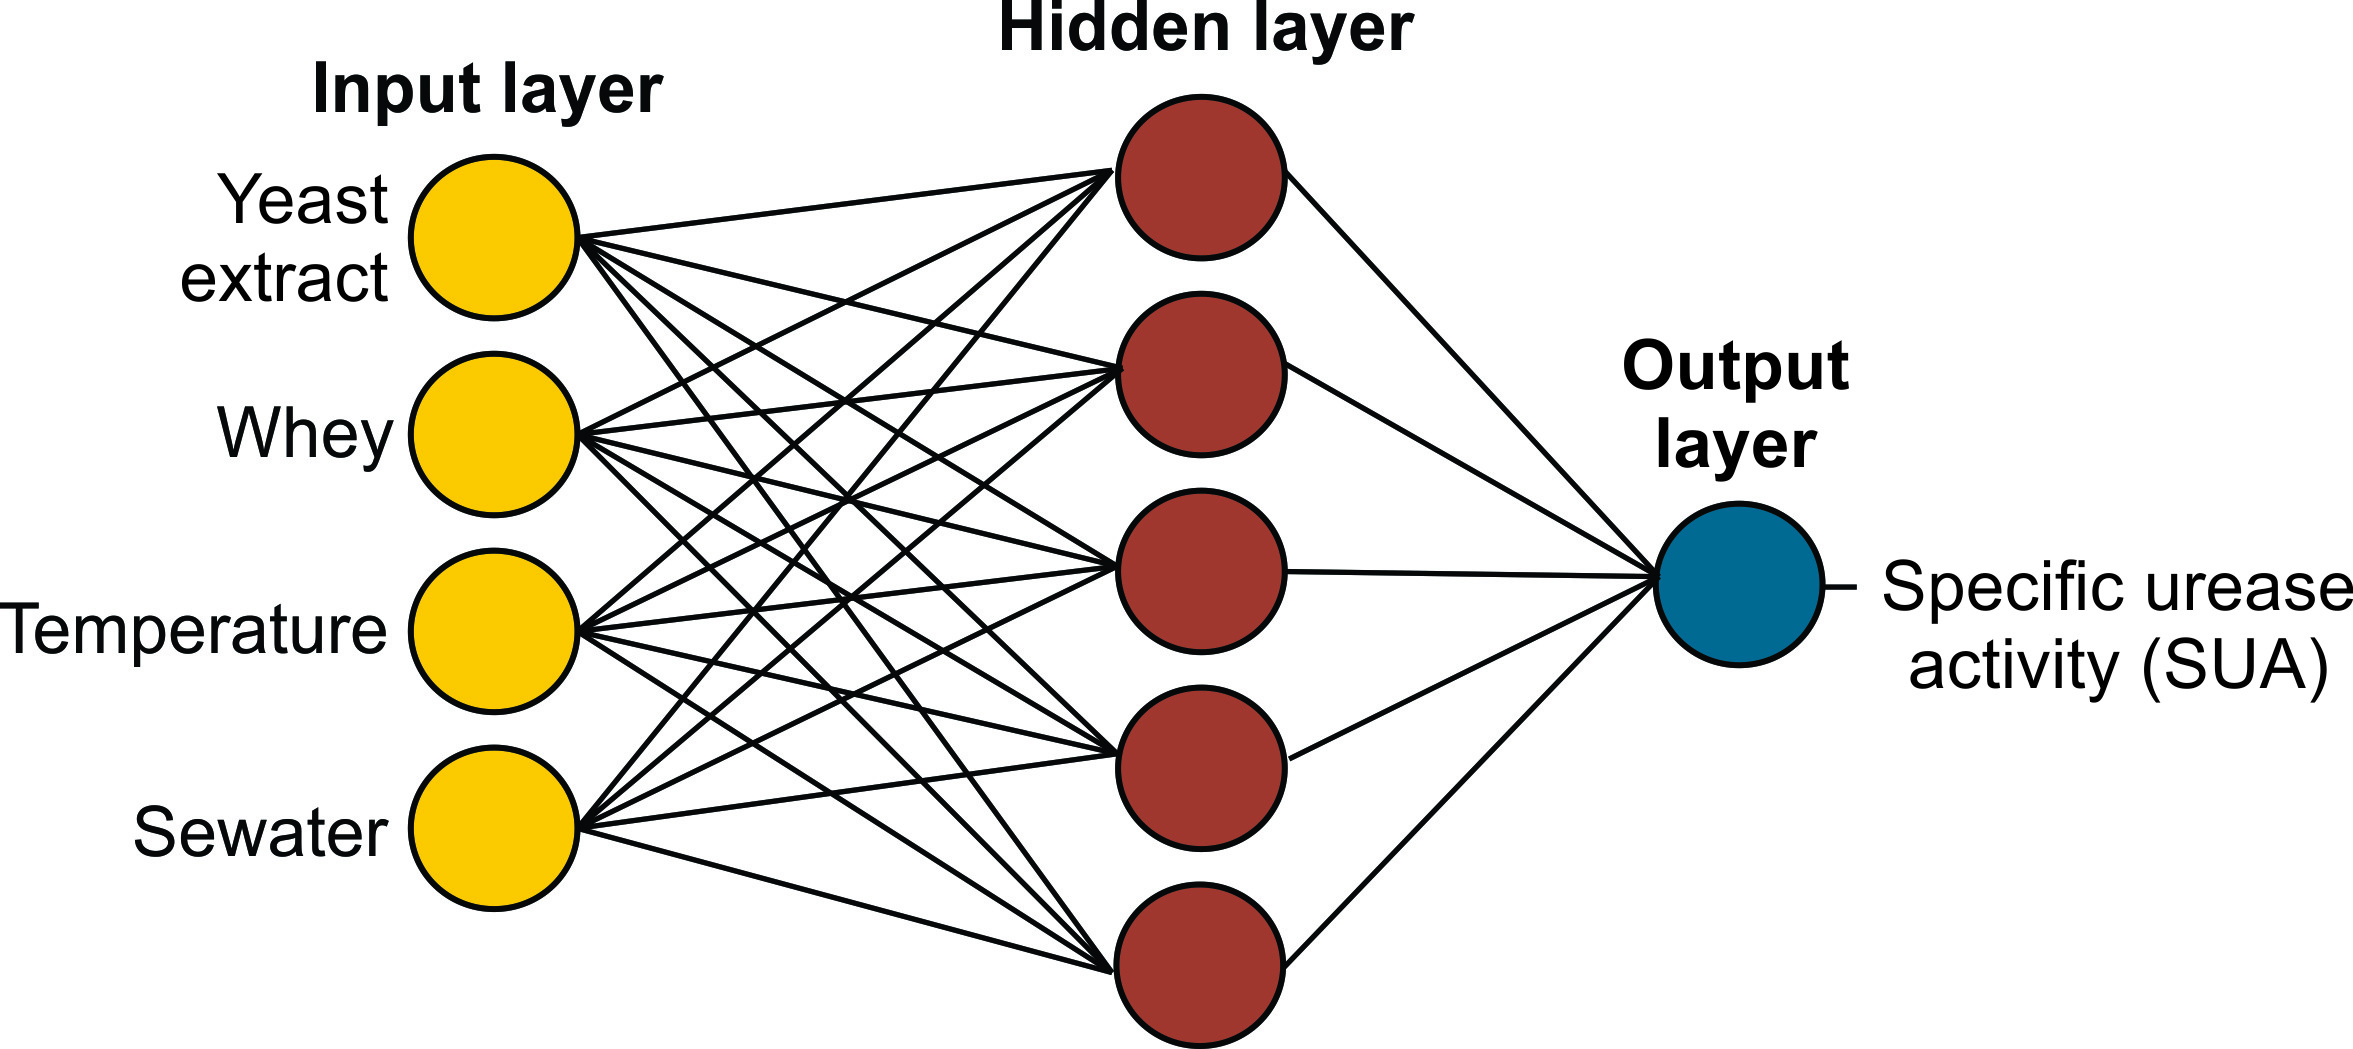 Hidden layer
Input layer
Yeast
extract
Whey
Temperature
Sewater
Output
layer
Specific urease
activity (SUA)